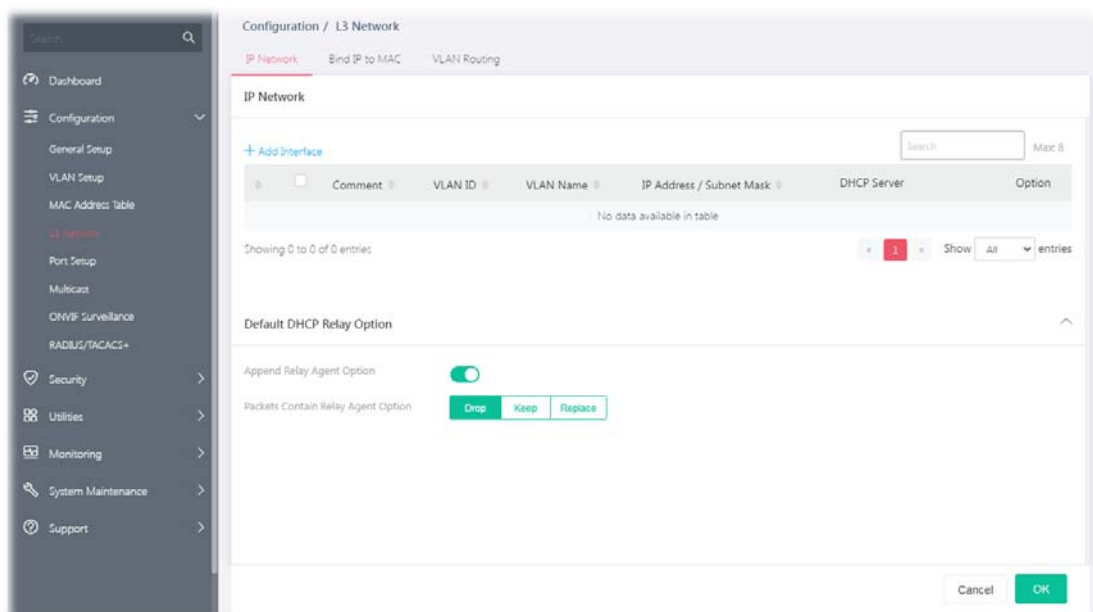 Search
Dashboard
Configuration
General Setup
VLAN Setup
MAC Address Table
L3 Network
Port Setup
Multicast
ONVIF Surveillance
RADIUS/TACACS+
Security
Utilities
Monitoring
System Maintenance
Support
Configuration / L3 Network
IP Network Bind IP to MAC VLAN Routing
IP Network
+ Add Interface Search Max: 8
Comment VLAN ID VLAN Name IP Address / Subnet Mask DHCP Server Option
No data available in table
Showing 0 to 0 of 0 entries « 1 » Show All entries
Default DHCP Relay Option
Append Relay Agent Option
Packets Contain Relay Agent Option Drop Keep Replace
Cancel OK